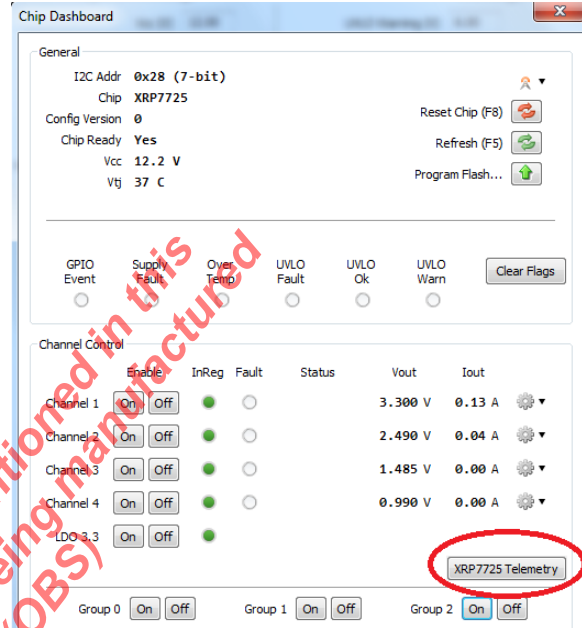 Chip Dashboard
General
I2C Addr 0x28 (7-bit)
Chip XRP7725
Config Version 0
Chip Ready Yes
Vcc 12.2 V
Vtj 37 C
Reset Chip (F8)
Refresh (F5)
Program Flash...
GPIO Event
Supply Fault
Over Temp
UVLO Fault
UVLO Ok
UVLO Warn
Clear Flags
Channel Control
Enable InReg Fault Status Vout Iout
Channel 1 On Off 3.300 V 0.13 A
Channel 2 On Off 2.490 V 0.04 A
Channel 3 On Off 1.485 V 0.00 A
Channel 4 On Off 0.990 V 0.00 A
LDO 3.3 On Off
XRP7725 Telemetry
Group 0 On Off Group 1 On Off Group 2 On Off
tioned in this
eing manufactured
OBS)